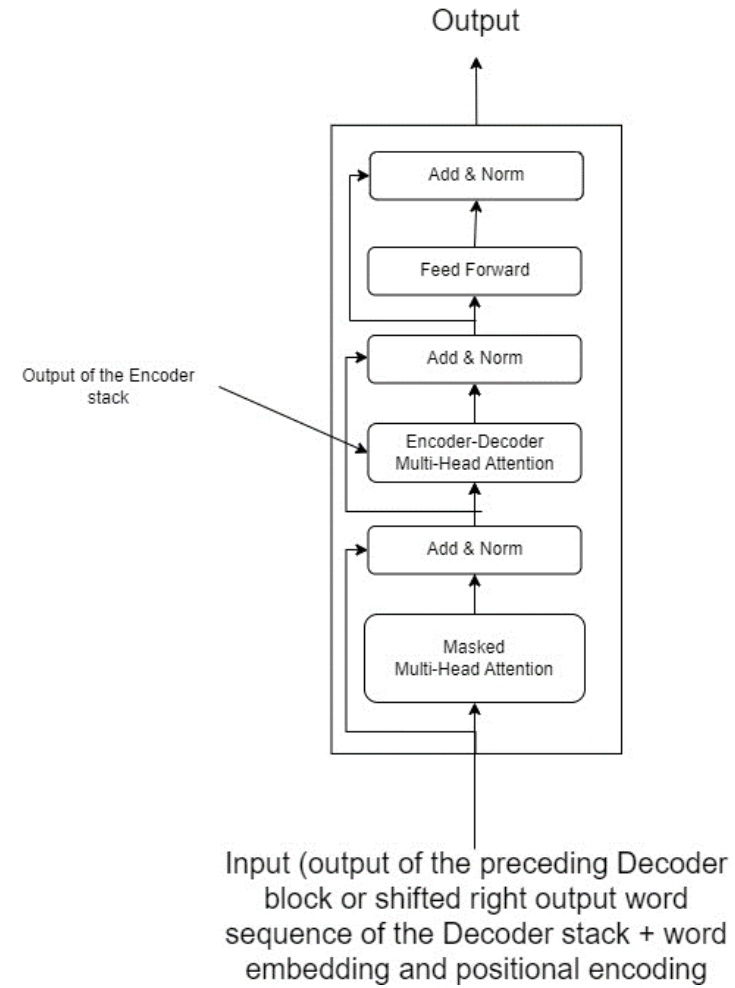 Output
Add & Norm
Feed Forward
Add & Norm
Output of the Encoder
stack
Encoder-Decoder
Multi-Head Attention
Add & Norm
Masked
Multi-Head Attention
Input (output of the preceding Decoder
block or shifted right output word
sequence of the Decoder stack + word
embedding and positional encoding